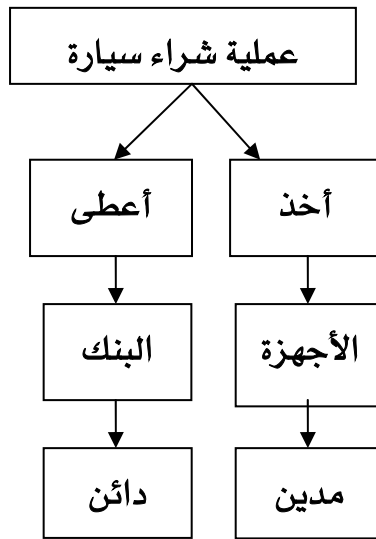 عملية شراء سيارة
أخذ
أعطى
الأجهزة
البنك
مدين
دائن